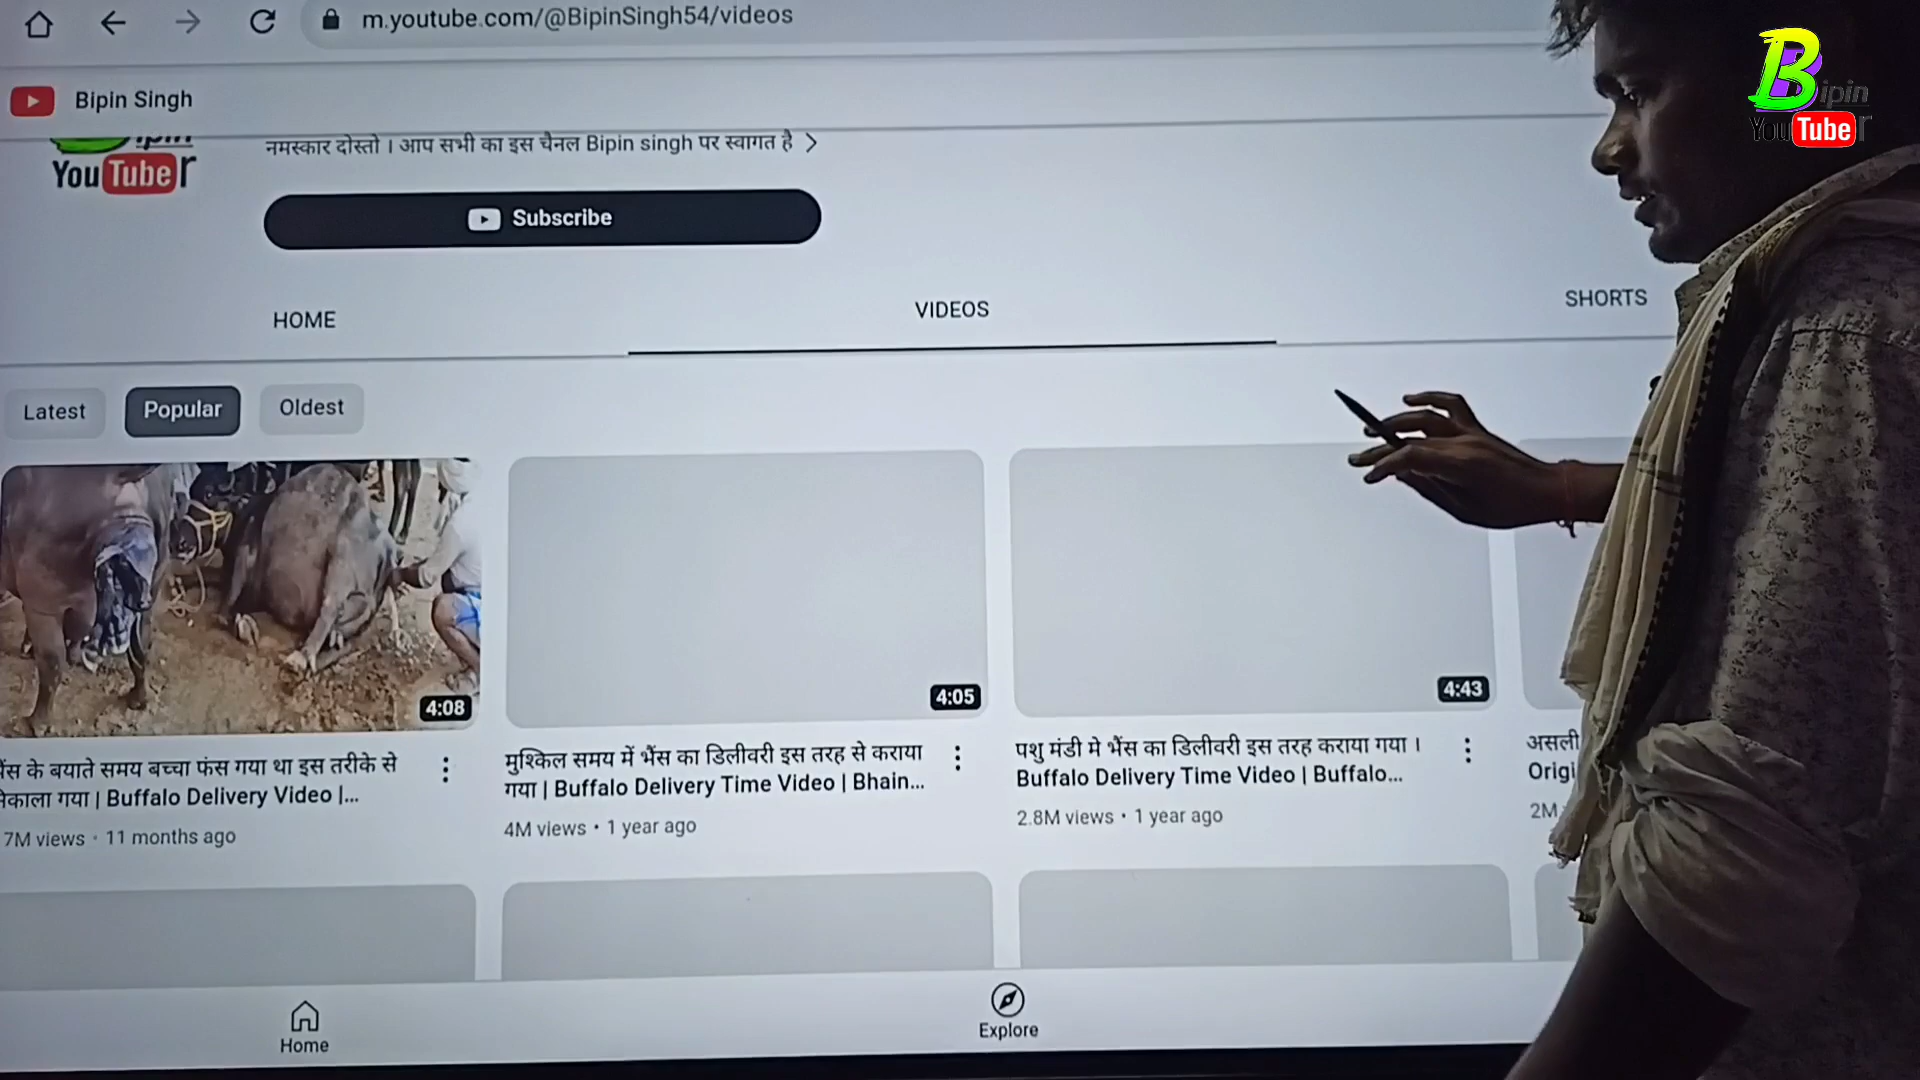 m.youtube.com/@BipinSingh54/videos
Bipin
YouTuber
Bipin Singh
YouTuber
नमस्कार दोस्तो । आप सभी का इस चैनल Bipin singh पर स्वागत है
Subscribe
HOME
VIDEOS
SHORTS
Latest
Popular
Oldest
4:08
4:05
4:43
के बयाते समय बच्चा फंस गया था इस तरीके से
गया | Buffalo Delivery Video |...
7M views • 11 months ago
मुश्किल समय में भैंस का डिलीवरी इस तरह से कराया
गया | Buffalo Delivery Time Video | Bhain...
4M views • 1 year ago
पशु मंडी मे भैंस का डिलीवरी इस तरह कराया गया ।
Buffalo Delivery Time Video | Buffalo...
2.8M views • 1 year ago
असली
Origi
2M
Home
Explore